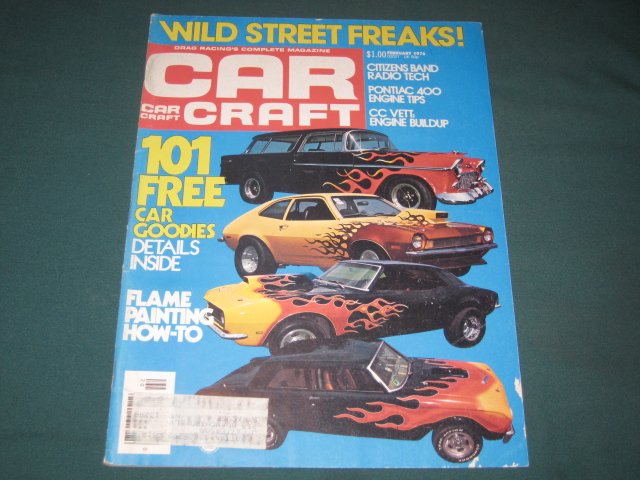 WILD STREET FREAKS!
DRAG RACING'S COMPLETE MAGAZINE
$1.00 FEBRUARY 1976
CAR
CRAFT
CAR
CRAFT
CITIZENS BAND
RADIO TECH
PONTIAC 400
ENGINE TIPS
CC VETT:
ENGINE BUILDUP
101
FREE
CAR
GOODIES
DETAILS
INSIDE
FLAME
PAINTING
HOW-TO